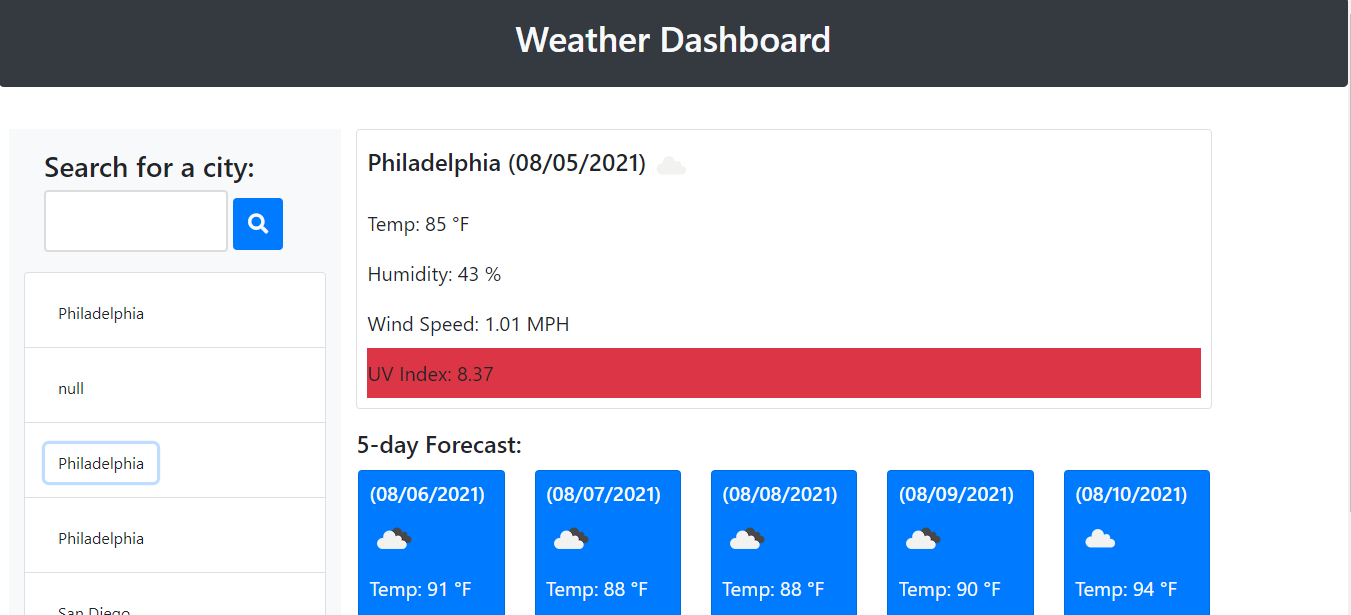 Weather Dashboard
Search for a city:
Philadelphia
null
Philadelphia
Philadelphia
San Diego
Philadelphia (08/05/2021)
Temp: 85 °F
Humidity: 43 %
Wind Speed: 1.01 MPH
UV Index: 8.37
5-day Forecast:
(08/06/2021)
Temp: 91 °F
(08/07/2021)
Temp: 88 °F
(08/08/2021)
Temp: 88 °F
(08/09/2021)
Temp: 90 °F
(08/10/2021)
Temp: 94 °F